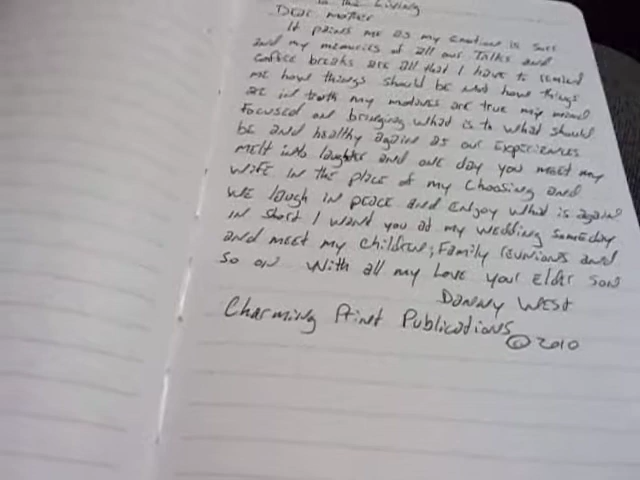 to the Living
Dear mother
It pains me as my emotion is sore
and my memories of all our Talks and
coffee breaks are all that I have to remind
me how things should be and how things
are in truth my motives are true my mind
Focused on bringing what is to what should
be and healthy again as our Experiences
melt into laughter and one day you meet my
wife in the place of my choosing and
we laugh in peace and enjoy what is again
in short I want you at my wedding someday
and meet my children; Family reunions and
so on with all my Love your Elder son
Danny West
Charming Print Publications
© 2010